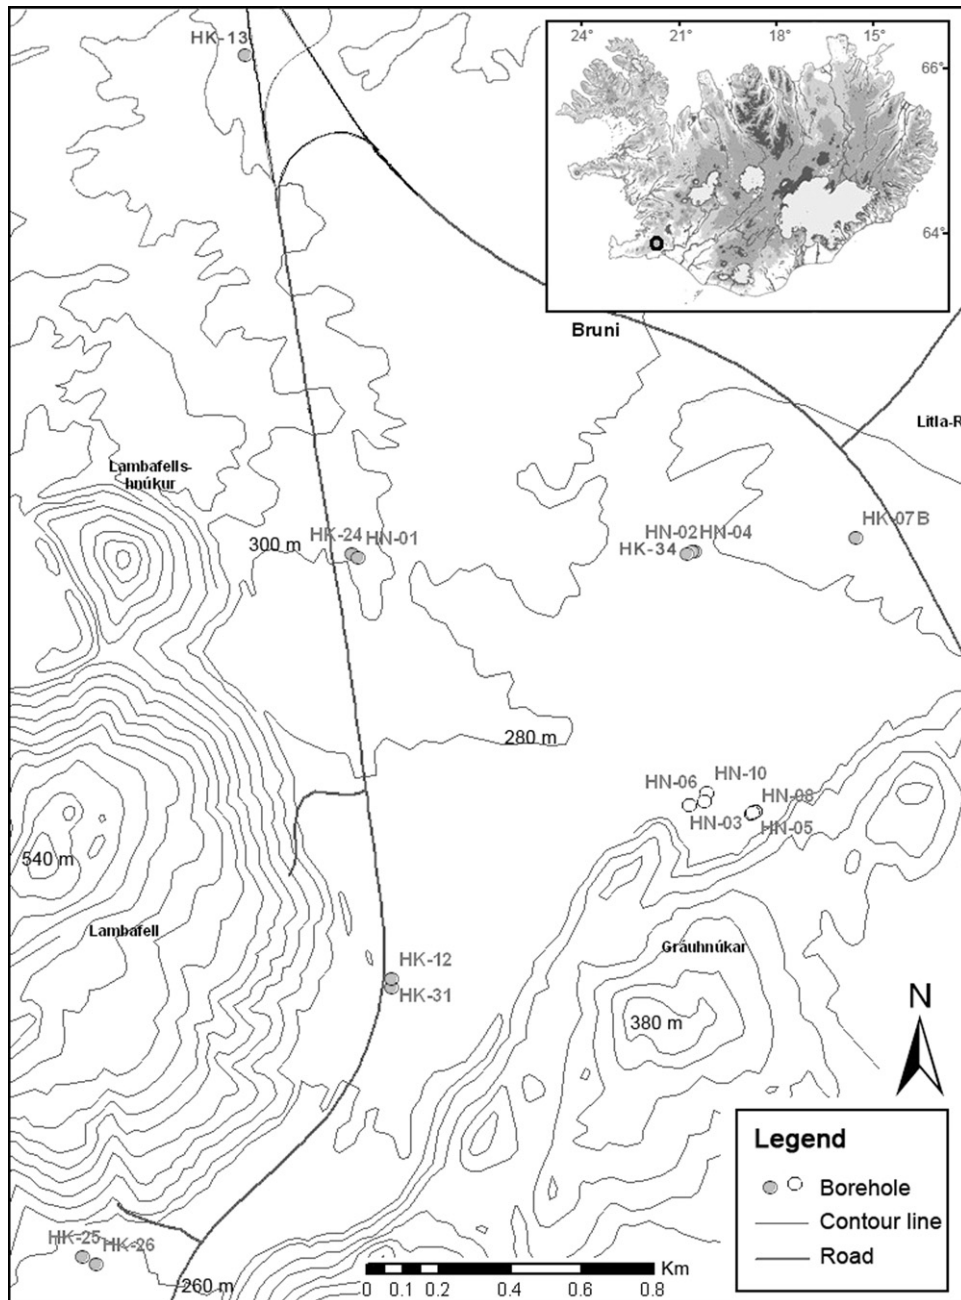 HK-13
24°
21°
18°
15°
66°
64°
Bruni
Litla-R
Lambafells-
hnúkur
HK-07B
HK-24
HN-01
HN-02
HN-04
300 m
HK-34
280 m
HN-10
HN-06
HN-08
HN-03
HN-05
540 m
Lambafell
Gráuhnúkar
HK-12
HK-31
N
380 m
Legend
Borehole
Contour line
Road
HK-25
HK-26
260 m
Km
0 0.1 0.2 0.4 0.6 0.8